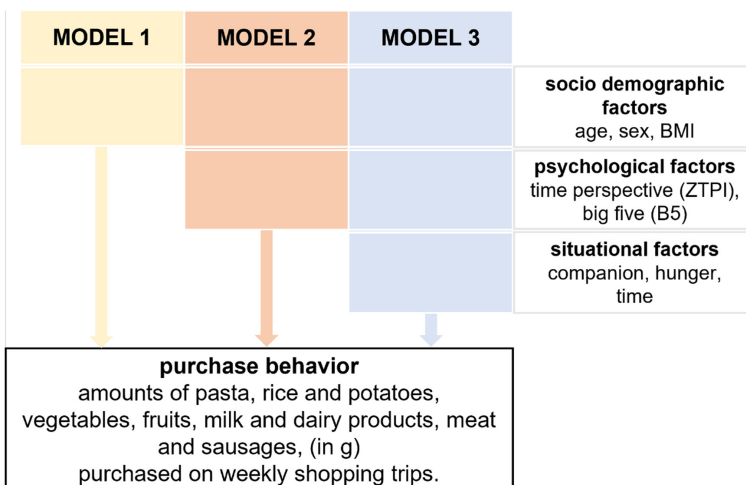 MODEL 1 MODEL 2 MODEL 3
socio demographic
factors
age, sex, BMI
psychological factors
time perspective (ZTPI),
big five (B5)
situational factors
companion, hunger,
time
purchase behavior
amounts of pasta, rice and potatoes,
vegetables, fruits, milk and dairy products, meat
and sausages, (in g)
purchased on weekly shopping trips.